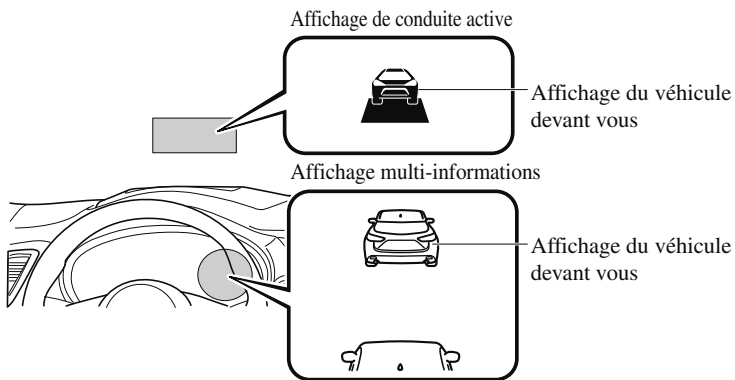 Affichage de conduite active
Affichage du véhicule
devant vous
Affichage multi-informations
Affichage du véhicule
devant vous